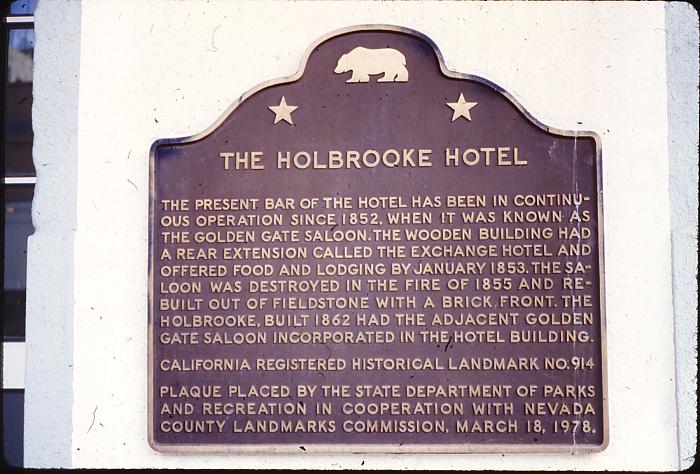 THE HOLBROOKE HOTEL
THE PRESENT BAR OF THE HOTEL HAS BEEN IN CONTINU-
OUS OPERATION SINCE 1852, WHEN IT WAS KNOWN AS
THE GOLDEN GATE SALOON. THE WOODEN BUILDING HAD
A REAR EXTENSION CALLED THE EXCHANGE HOTEL AND
OFFERED FOOD AND LODGING BY JANUARY 1853. THE SA-
LOON WAS DESTROYED IN THE FIRE OF 1855 AND RE-
BUILT OUT OF FIELDSTONE WITH A BRICK FRONT. THE
HOLBROOKE, BUILT 1862 HAD THE ADJACENT GOLDEN
GATE SALOON INCORPORATED IN THE HOTEL BUILDING.
CALIFORNIA REGISTERED HISTORICAL LANDMARK NO. 914
PLAQUE PLACED BY THE STATE DEPARTMENT OF PARKS
AND RECREATION IN COOPERATION WITH NEVADA
COUNTY LANDMARKS COMMISSION, MARCH 18, 1978.